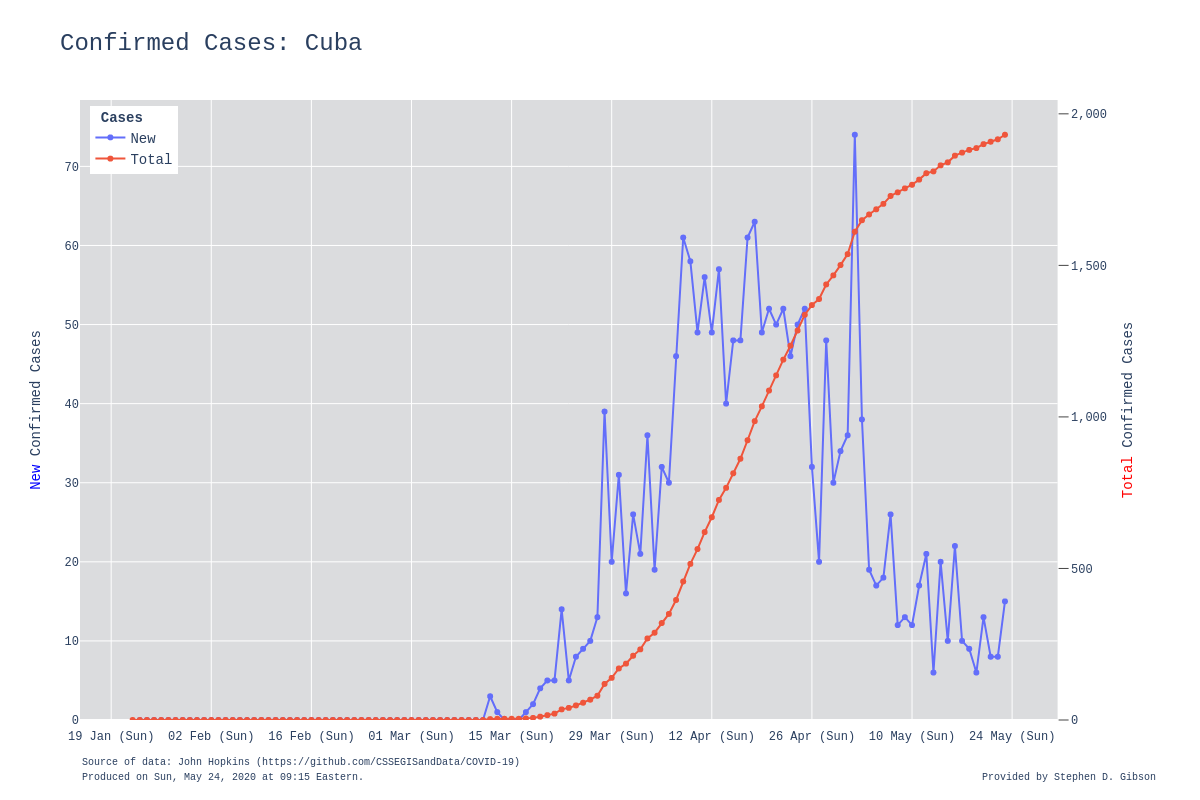 Confirmed Cases: Cuba
Cases
New
Total
70
60
50
40
30
20
10
0
New Confirmed Cases
2,000
1,500
1,000
500
0
Total Confirmed Cases
19 Jan (Sun) 02 Feb (Sun) 16 Feb (Sun) 01 Mar (Sun) 15 Mar (Sun) 29 Mar (Sun) 12 Apr (Sun) 26 Apr (Sun) 10 May (Sun) 24 May (Sun)
Source of data: John Hopkins (https://github.com/CSSEGISandData/COVID-19)
Produced on Sun, May 24, 2020 at 09:15 Eastern.
Provided by Stephen D. Gibson